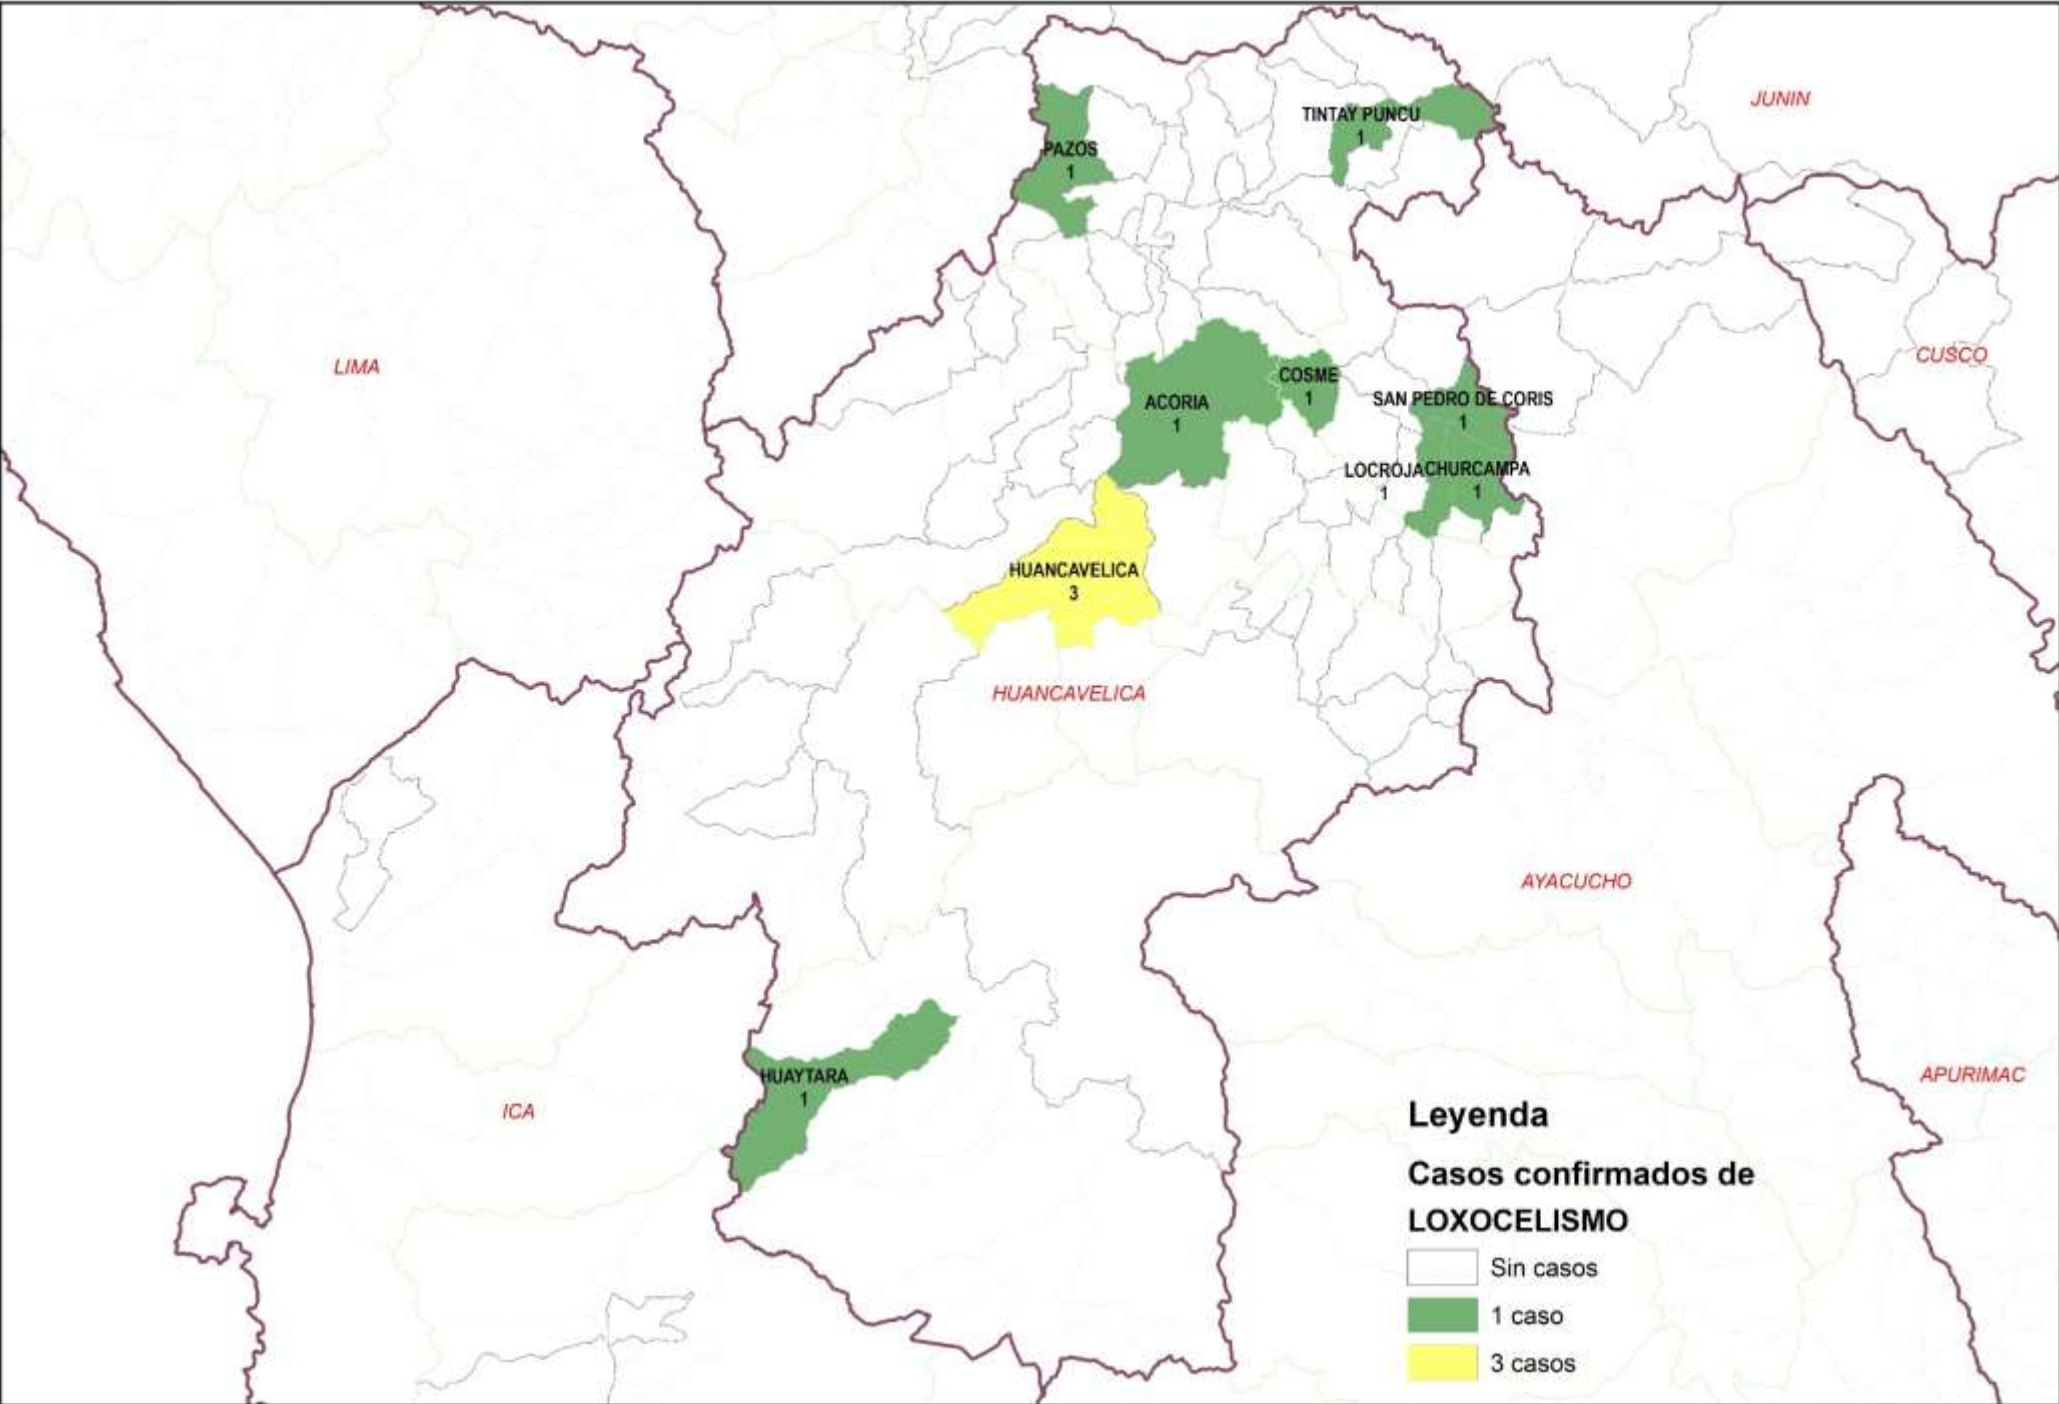 JUNIN
TINTAY PUNCU
1
PAZOS
1
LIMA
CUSCO
COSME
1
ACORIA
1
SAN PEDRO DE CORIS
1
LOCROJA
1
CHURCAMPA
1
HUANCAVELICA
3
HUANCAVELICA
AYACUCHO
HUAYTARA
1
ICA
APURIMAC
Leyenda
Casos confirmados de
LOXOCELISMO
Sin casos
1 caso
3 casos